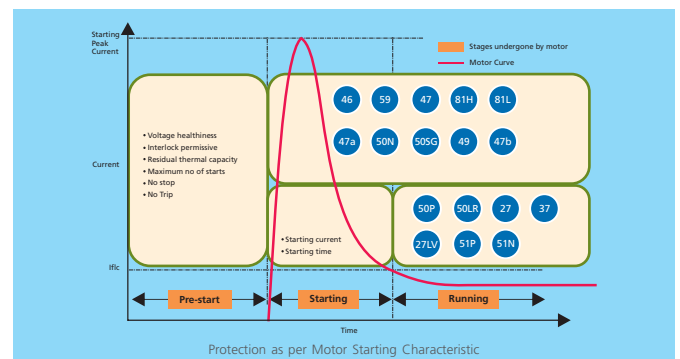 Starting
Peak
Current
Stages undergone by motor
Motor Curve
46 59 47 81H 81L
47a 50N 50SG 49 47b
• Voltage healthiness
• Interlock permissive
• Residual thermal capacity
• Maximum no of starts
• No stop
• No Trip
Current
50P 50LR 27 37
27LV 51P 51N
• Starting current
• Starting time
Iflc
Pre-start Starting Running
Time
Protection as per Motor Starting Characteristic